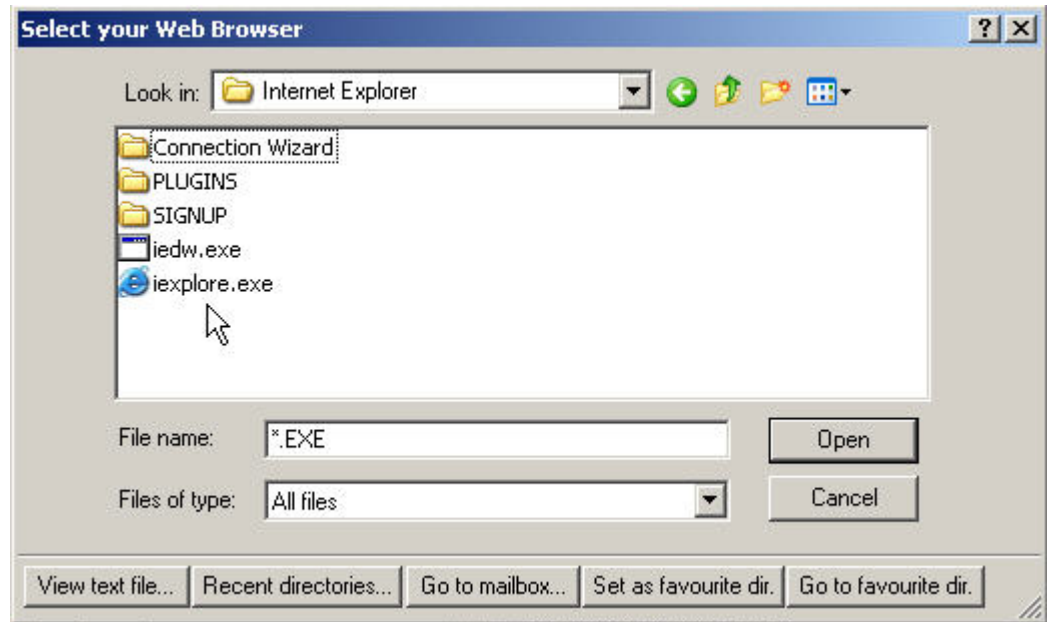 Select your Web Browser
Look in: Internet Explorer
Connection Wizard
PLUGINS
SIGNUP
iedw.exe
iexplore.exe
File name: *.EXE Open
Files of type: All files Cancel
View text file... Recent directories... Go to mailbox... Set as favourite dir. Go to favourite dir.